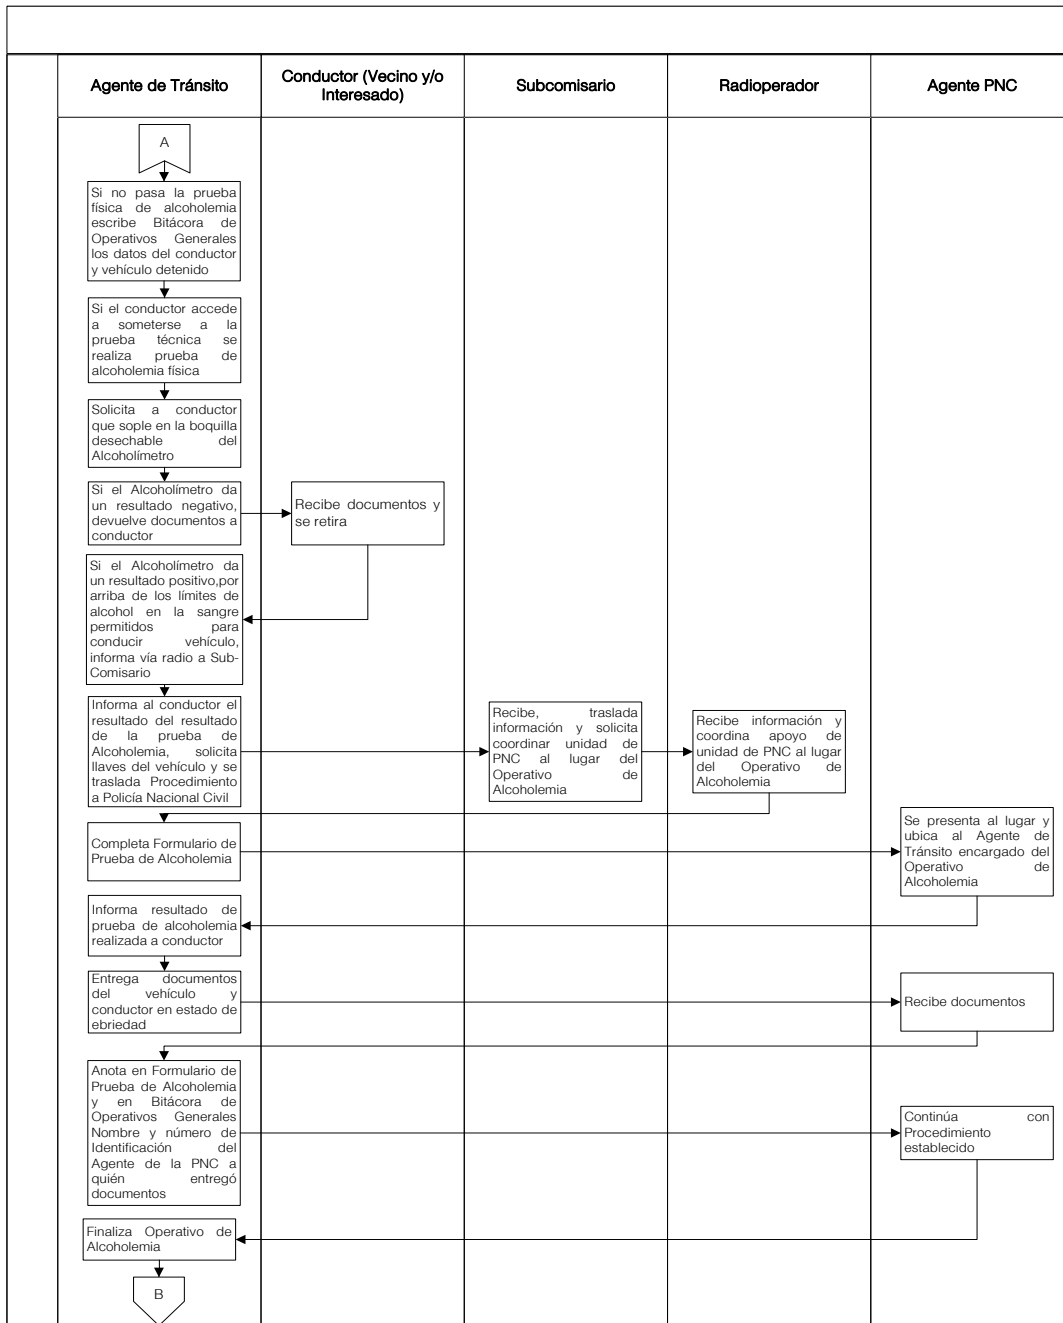 Agente de Tránsito
Conductor (Vecino y/o
Interesado)
Subcomisario
Radioperador
Agente PNC
A
Si no pasa la prueba
física de alcoholemia
escribe Bitácora de
Operativos Generales
los datos del conductor
y vehículo detenido
Si el conductor accede
a someterse a la
prueba técnica se
realiza prueba de
alcoholemia física
Solicita a conductor
que sople en la boquilla
desechable del
Alcoholímetro
Si el Alcoholímetro da
un resultado negativo,
devuelve documentos a
conductor
Recibe documentos y
se retira
Si el Alcoholímetro da
un resultado positivo,por
arriba de los límites de
alcohol en la sangre
permitidos para
conducir vehículo,
informa vía radio a Sub-
Comisario
Informa al conductor el
resultado del resultado
de la prueba de
Alcoholemia, solicita
llaves del vehículo y se
traslada Procedimiento
a Policía Nacional Civil
Recibe, traslada
información y solicita
coordinar unidad de
PNC al lugar del
Operativo de
Alcoholemia
Recibe información y
coordina apoyo de
unidad de PNC al lugar
del Operativo de
Alcoholemia
Completa Formulario de
Prueba de Alcoholemia
Se presenta al lugar y
ubica al Agente de
Tránsito encargado del
Operativo de
Alcoholemia
Informa resultado de
prueba de alcoholemia
realizada a conductor
Entrega documentos
del vehículo y
conductor en estado de
ebriedad
Recibe documentos
Anota en Formulario de
Prueba de Alcoholemia
y en Bitácora de
Operativos Generales
Nombre y número de
Identificación del
Agente de la PNC a
quién entregó
documentos
Continúa con
Procedimiento
establecido
Finaliza Operativo de
Alcoholemia
B